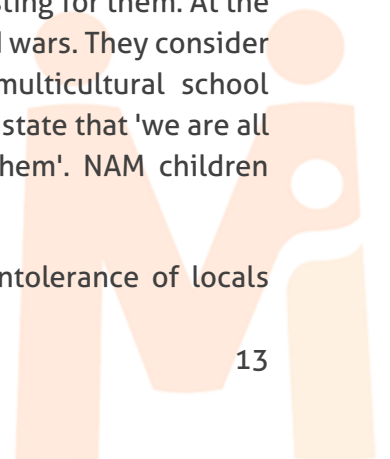 sting for them. At the
wars. They consider
multicultural school
state that 'we are all
hem'. NAM children
ntolerance of locals
13